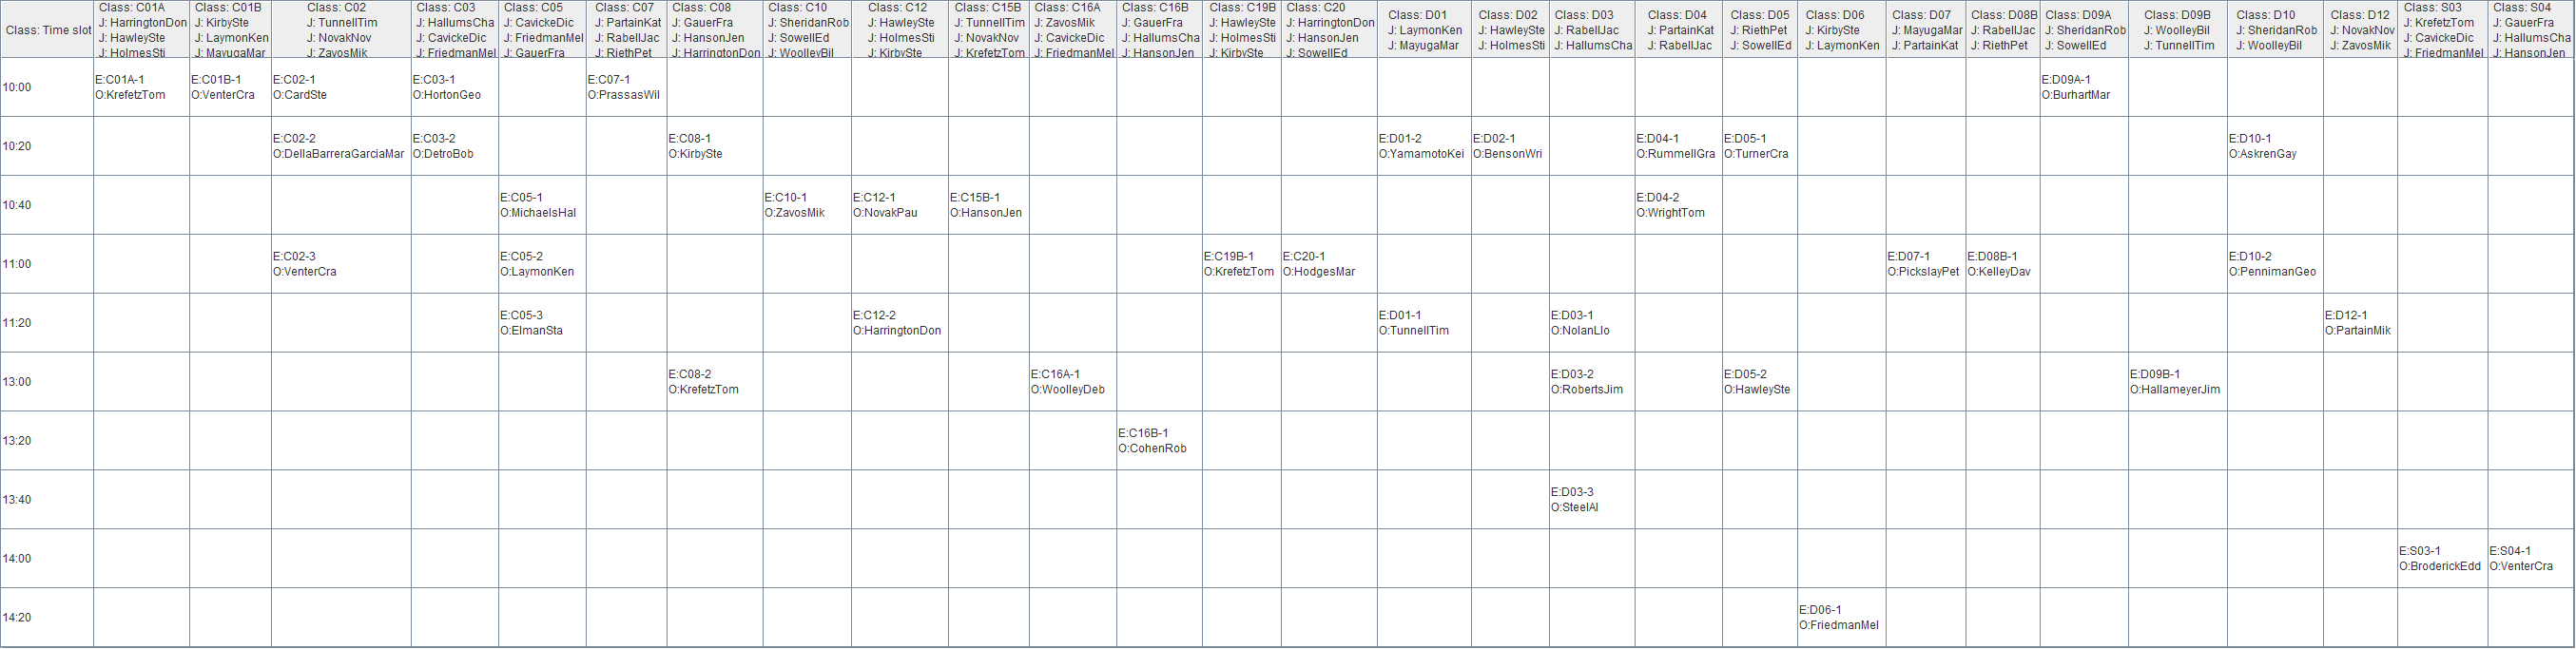 Class: Time slot
Class: C01A
J: HarringtonDon
J: HawleySte
J: HolmesSti
Class: C01B
J: KirbySte
J: LaymonKen
J: MayugaMar
Class: C02
J: TunnellTim
J: NovakNov
J: ZavosMik
Class: C03
J: HallumsCha
J: CavickeDic
J: FriedmanMel
Class: C05
J: CavickeDic
J: FriedmanMel
J: GauerFra
Class: C07
J: PartainKat
J: RabellJac
J: RiethPet
Class: C08
J: GauerFra
J: HansonJen
J: HarringtonDon
Class: C10
J: SheridanRob
J: SowellEd
J: WoolleyBil
Class: C12
J: HawleySte
J: HolmesSti
J: KirbySte
Class: C15B
J: TunnellTim
J: NovakNov
J: KrefetzTom
Class: C16A
J: ZavosMik
J: CavickeDic
J: FriedmanMel
Class: C16B
J: GauerFra
J: HallumsCha
J: HansonJen
Class: C19B
J: HawleySte
J: HolmesSti
J: KirbySte
Class: C20
J: HarringtonDon
J: HansonJen
J: SowellEd
Class: D01
J: LaymonKen
J: MayugaMar
Class: D02
J: HawleySte
J: HolmesSti
Class: D03
J: RabellJac
J: HallumsCha
Class: D04
J: PartainKat
J: RabellJac
Class: D05
J: RiethPet
J: SowellEd
Class: D06
J: KirbySte
J: LaymonKen
Class: D07
J: MayugaMar
J: PartainKat
Class: D08B
J: RabellJac
J: RiethPet
Class: D09A
J: SheridanRob
J: SowellEd
Class: D09B
J: WoolleyBil
J: TunnellTim
Class: D10
J: SheridanRob
J: WoolleyBil
Class: D12
J: NovakNov
J: ZavosMik
Class: S03
J: KrefetzTom
J: CavickeDic
J: FriedmanMel
Class: S04
J: GauerFra
J: HallumsCha
J: HansonJen
10:00
E:C01A-1
O:KrefetzTom
E:C01B-1
O:VenterCra
E:C02-1
O:CardSte
E:C03-1
O:HortonGeo
E:C07-1
O:PrassasWil
E:D09A-1
O:BurhartMar
10:20
E:C02-2
O:DellaBarreraGarciaMar
E:C03-2
O:DetroBob
E:C08-1
O:KirbySte
E:D01-2
O:YamamotoKei
E:D02-1
O:BensonWri
E:D04-1
O:RummellGra
E:D05-1
O:TurnerCra
E:D10-1
O:AskrenGay
10:40
E:C05-1
O:MichaelsHal
E:C10-1
O:ZavosMik
E:C12-1
O:NovakPau
E:C15B-1
O:HansonJen
E:D04-2
O:WrightTom
11:00
E:C02-3
O:VenterCra
E:C05-2
O:LaymonKen
E:C19B-1
O:KrefetzTom
E:C20-1
O:HodgesMar
E:D07-1
O:PickslayPet
E:D08B-1
O:KelleyDav
E:D10-2
O:PennimanGeo
11:20
E:C05-3
O:ElmanSta
E:C12-2
O:HarringtonDon
E:D01-1
O:TunnellTim
E:D03-1
O:NolanLlo
E:D12-1
O:PartainMik
13:00
E:C08-2
O:KrefetzTom
E:C16A-1
O:WoolleyDeb
E:D03-2
O:RobertsJim
E:D05-2
O:HawleySte
E:D09B-1
O:HallameyerJim
13:20
E:C16B-1
O:CohenRob
13:40
E:D03-3
O:SteelAl
14:00
E:S03-1
O:BroderickEdd
E:S04-1
O:VenterCra
14:20
E:D06-1
O:FriedmanMel